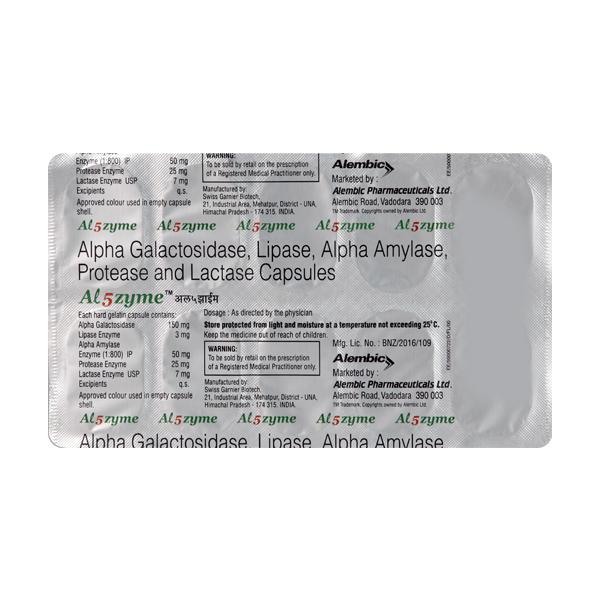 Enzyme (1:800) IP 50 mg
Protease Enzyme 25 mg
Lactase Enzyme USP 7 mg
Excipients q.s.
Approved colour used in empty capsule
shell.
WARNING:
To be sold by retail on the prescription
of a Registered Medical Practitioner only.
Manufactured by:
Swiss Garnier Biotech,
21, Industrial Area, Mehatpur, District - UNA,
Himachal Pradesh - 174 315. INDIA.
Alembic
Marketed by :
Alembic Pharmaceuticals Ltd.
Alembic Road, Vadodara 390 003
TM Trademark. Copyrights owned by Alembic Ltd.
Al5zyme Al5zyme Al5zyme Al5zyme Al5zyme
Alpha Galactosidase, Lipase, Alpha Amylase,
Protease and Lactase Capsules
Al5zyme™ अल५झाईम
Each hard gelatin capsule contains:
Alpha Galactosidase 150 mg
Lipase Enzyme 3 mg
Alpha Amylase
Enzyme (1:800) IP 50 mg
Protease Enzyme 25 mg
Lactase Enzyme USP 7 mg
Excipients q.s.
Approved colour used in empty capsule
shell.
Dosage : As directed by the physician
Store protected from light and moisture at a temperature not exceeding 25°C.
Keep the medicine out of reach of children.
WARNING:
To be sold by retail on the prescription
of a Registered Medical Practitioner only.
Manufactured by:
Swiss Garnier Biotech,
21, Industrial Area, Mehatpur, District - UNA,
Himachal Pradesh - 174 315. INDIA.
Mfg. Lic. No. : BNZ/2016/109
Alembic
Marketed by :
Alembic Pharmaceuticals Ltd.
Alembic Road, Vadodara 390 003
TM Trademark. Copyrights owned by Alembic Ltd.
Al5zyme Al5zyme Al5zyme Al5zyme Al5zyme
Alpha Galactosidase, Lipase, Alpha Amylase,